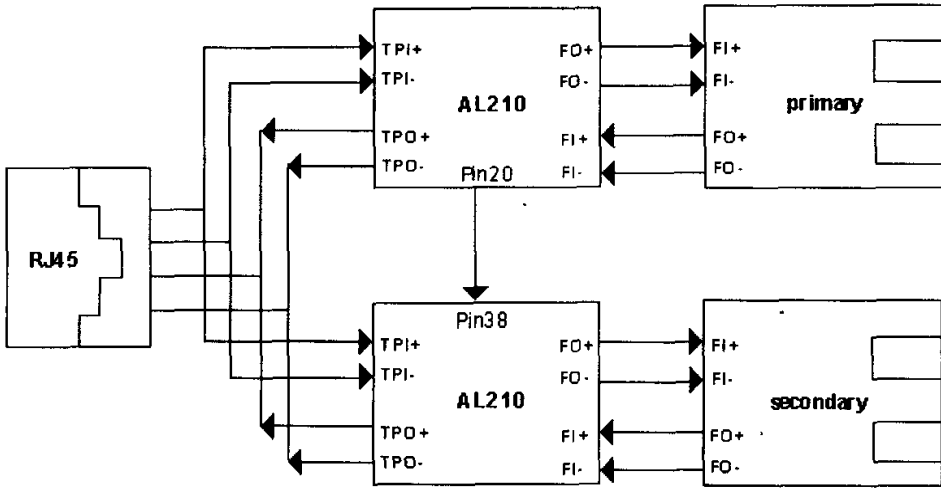 TPI+ FO+ FI+
TPI- FO- FI-
AL210 primary
TPO+ FI+ FO+
TPO- FI- FO-
Pin20
RJ45
Pin38
TPI+ FO+ FI+
TPI- FO- FI-
AL210 secondary
TPO+ FI+ FO+
TPO- FI- FO-